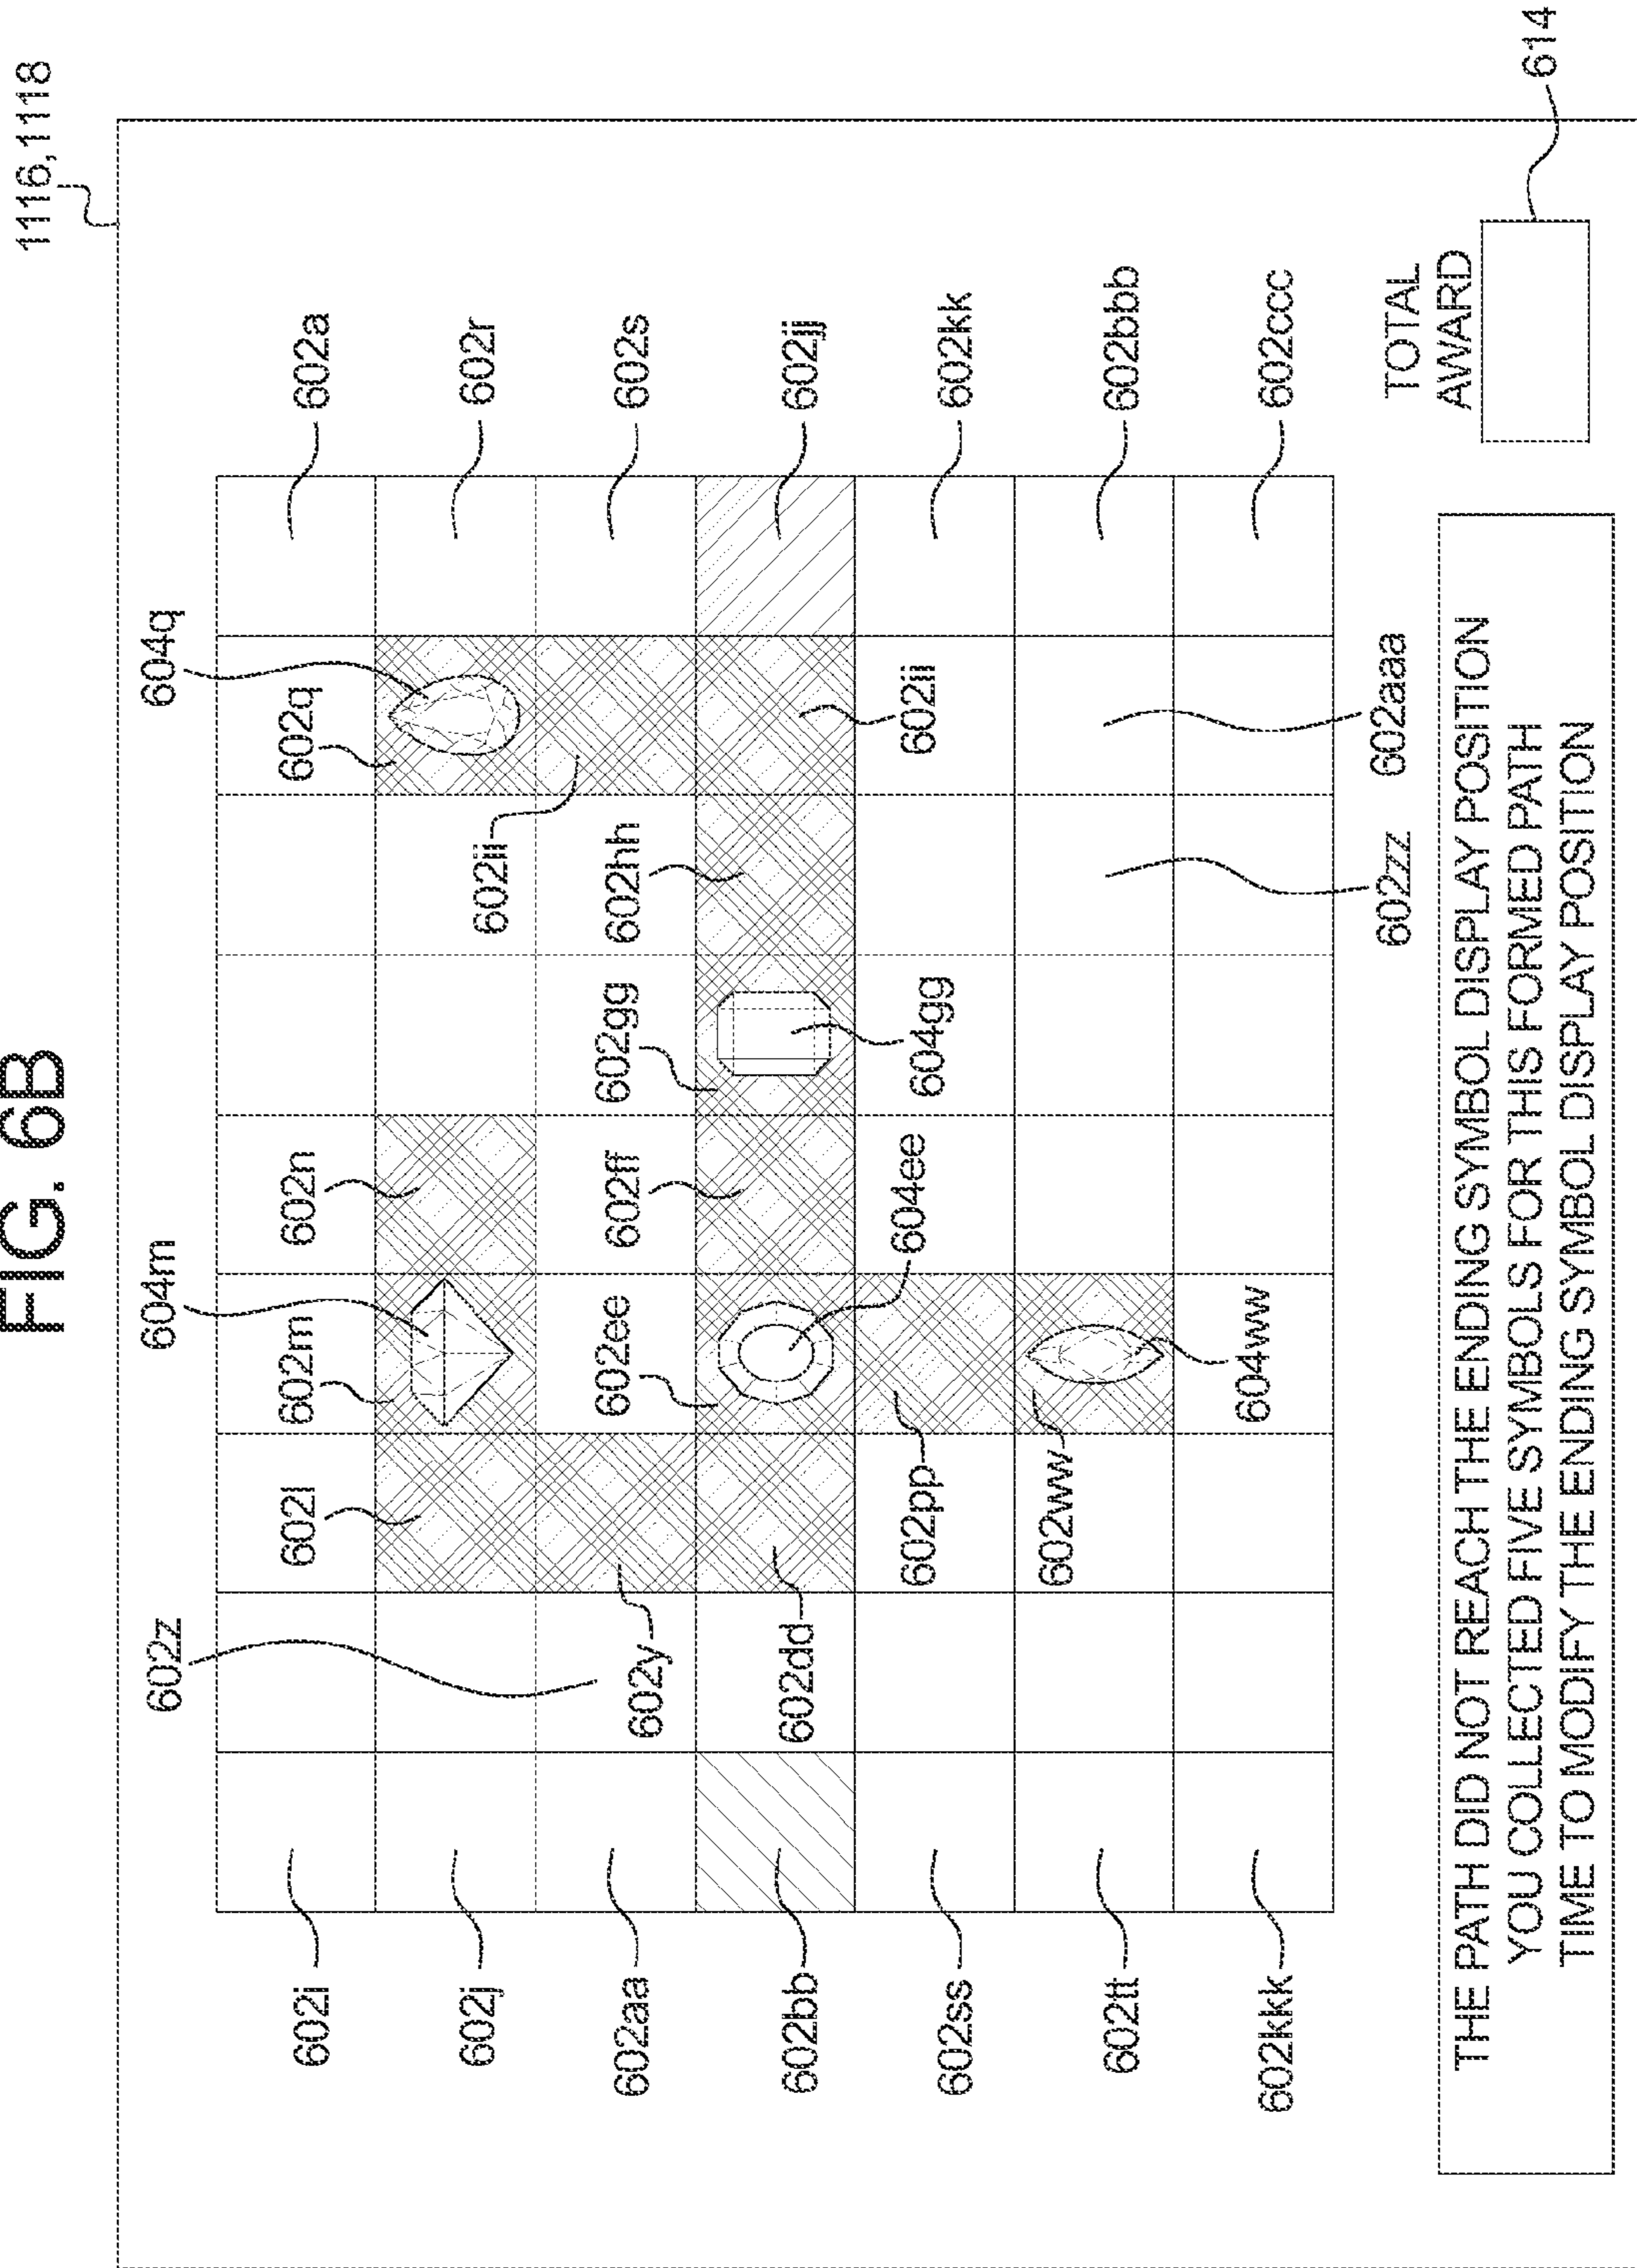 FIG. 6B
1116,1118
602z 604m 604q
602i 602l 602m 602n 602q 602a
602j 602ii 602r
602aa 602y 602ee 602ff 602gg 602hh 602s
602bb 602dd 602jj
602ss 602pp 604ee 604gg 602ii 602kk
602tt 602ww 602bbb
602kkk 604ww 602ccc
602zz 602aaa
TOTAL
AWARD
THE PATH DID NOT REACH THE ENDING SYMBOL DISPLAY POSITION
YOU COLLECTED FIVE SYMBOLS FOR THIS FORMED PATH
TIME TO MODIFY THE ENDING SYMBOL DISPLAY POSITION
614